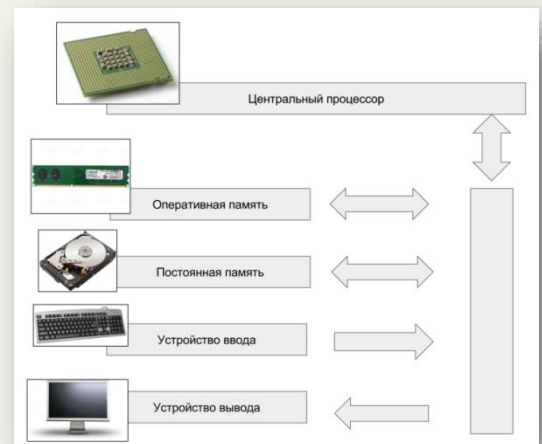 Центральный процессор
Оперативная память
Постоянная память
Устройство ввода
Устройство вывода